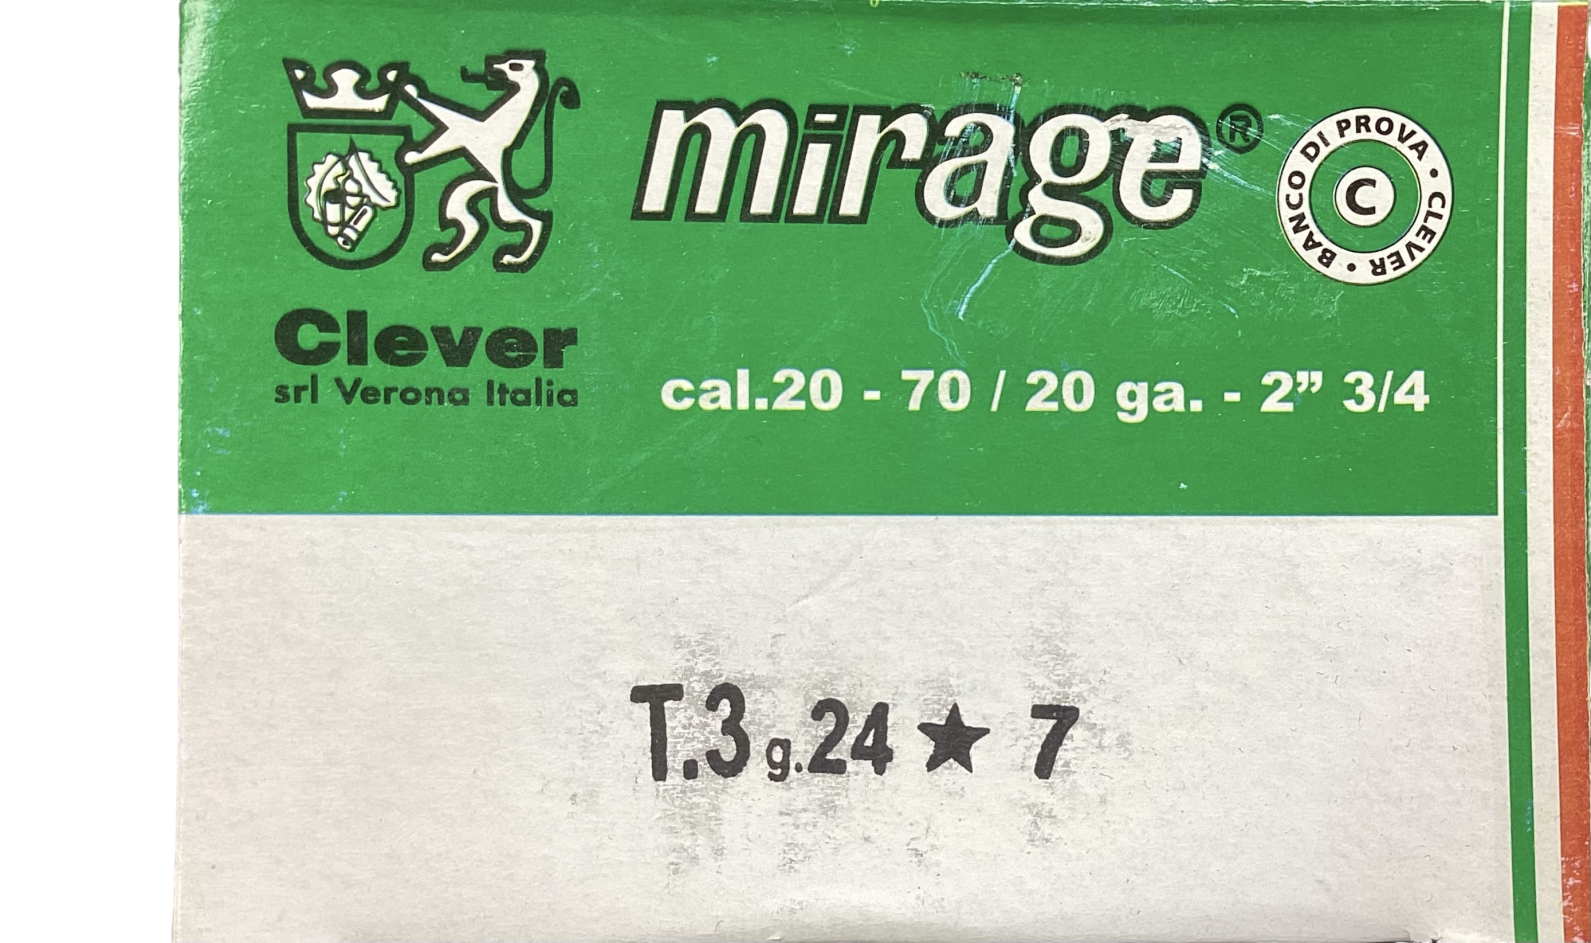 mirage®
BANCO DI PROVA • CLEVER •
C
Clever
srl Verona Italia
cal.20 - 70 / 20 ga. - 2” 3/4
T.3 g.24 ★ 7